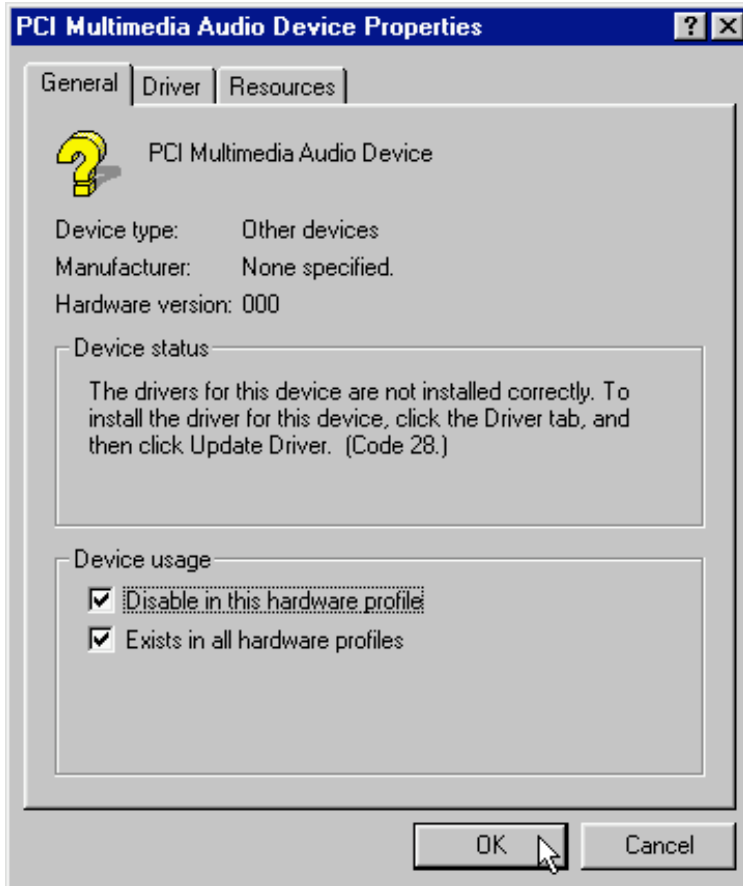 PCI Multimedia Audio Device Properties
General Driver Resources
PCI Multimedia Audio Device
Device type: Other devices
Manufacturer: None specified.
Hardware version: 000
Device status
The drivers for this device are not installed correctly. To
install the driver for this device, click the Driver tab, and
then click Update Driver. (Code 28.)
Device usage
Disable in this hardware profile
Exists in all hardware profiles
OK Cancel